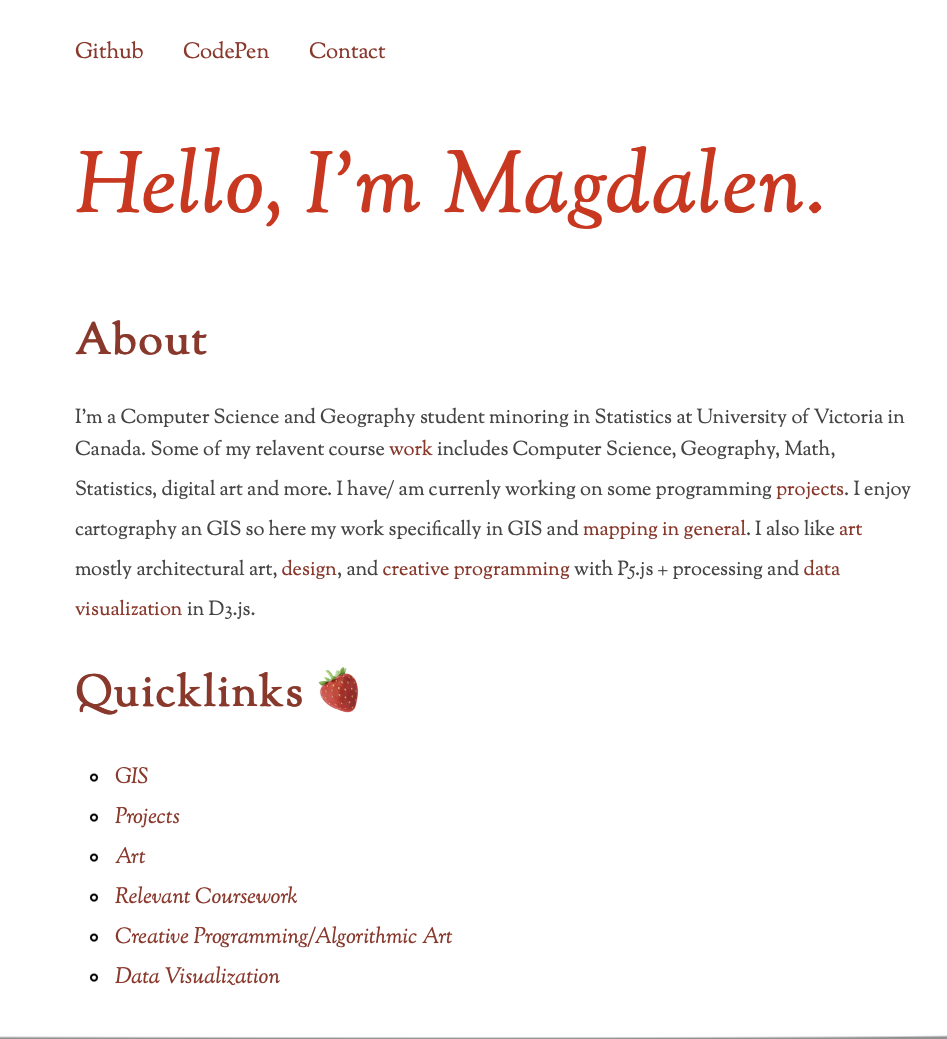 Github CodePen Contact
Hello, I'm Magdalen.
About
I'm a Computer Science and Geography student minoring in Statistics at University of Victoria in
Canada. Some of my relavent course work includes Computer Science, Geography, Math,
Statistics, digital art and more. I have/ am currenly working on some programming projects. I enjoy
cartography an GIS so here my work specifically in GIS and mapping in general. I also like art
mostly architectural art, design, and creative programming with P5.js + processing and data
visualization in D3.js.
Quicklinks 🍓
GIS
Projects
Art
Relevant Coursework
Creative Programming/Algorithmic Art
Data Visualization